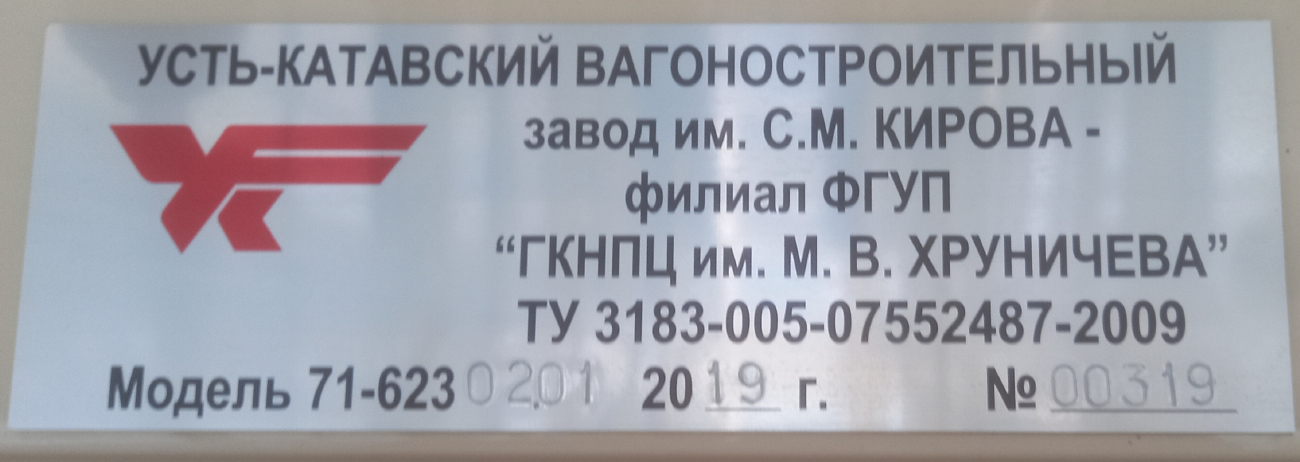 УСТЬ-КАТАВСКИЙ ВАГОНОСТРОИТЕЛЬНЫЙ
завод им. С.М. КИРОВА -
филиал ФГУП
“ГКНПЦ им. М. В. ХРУНИЧЕВА”
ТУ 3183-005-07552487-2009
Модель 71-623 02.01 2019 г. № 00319